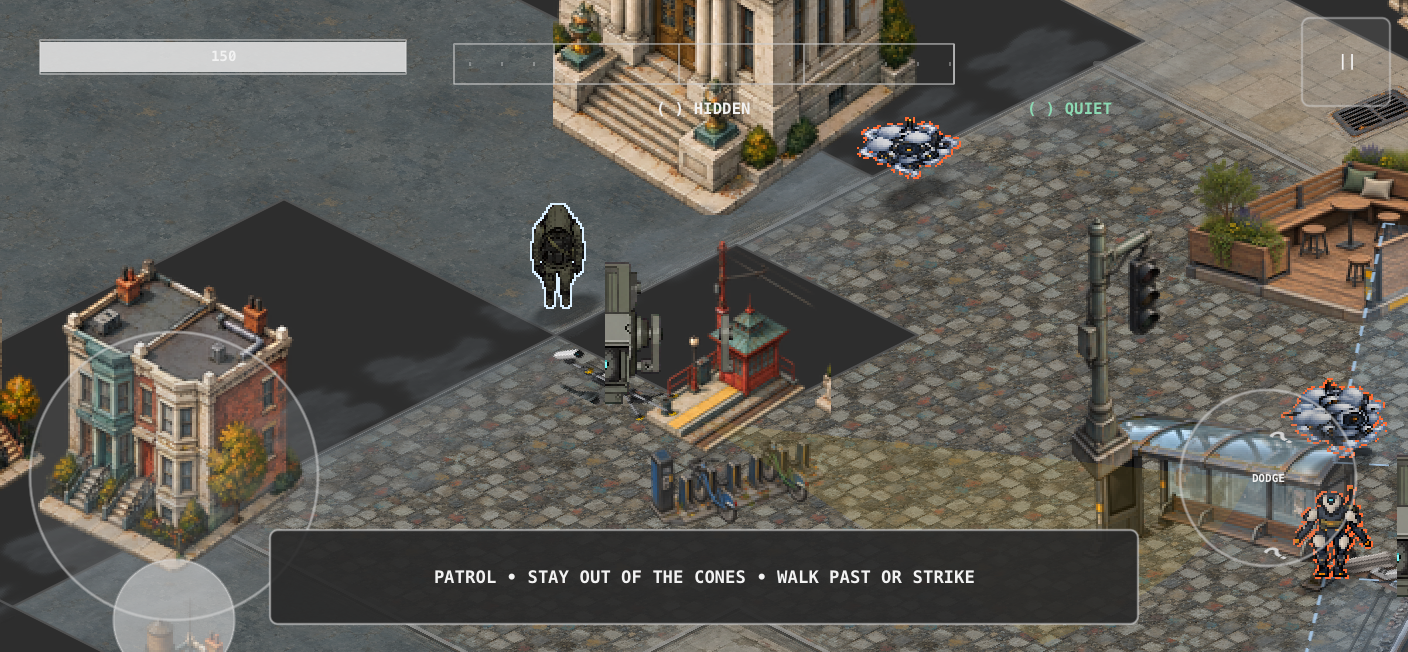 150
( ) HIDDEN
( ) QUIET
DODGE
PATROL • STAY OUT OF THE CONES • WALK PAST OR STRIKE